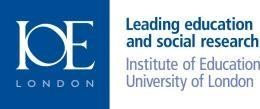 IOE
LONDON
Leading education
and social research
Institute of Education
University of London